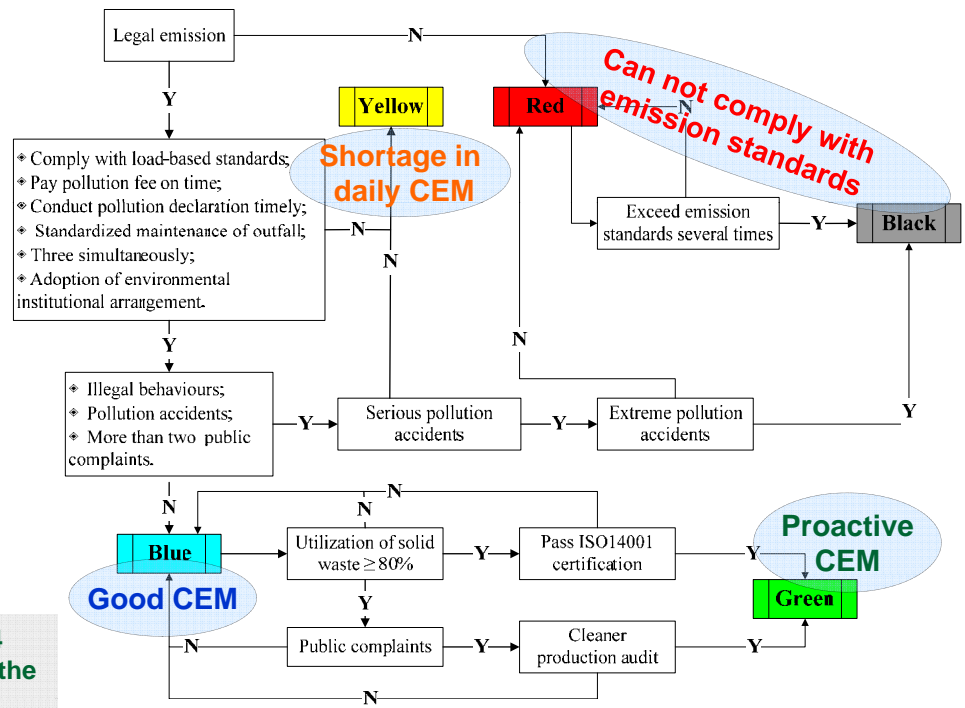 Legal emission
N
Y
Yellow
Red
Can not comply with
emission standards
N
◈ Comply with load-based standards;
◈ Pay pollution fee on time;
◈ Conduct pollution declaration timely;
◈ Standardized maintenance of outfall;
◈ Three simultaneously;
◈ Adoption of environmental
institutional arrangement.
Shortage in
daily CEM
N
N
Exceed emission
standards several times
Y
Black
Y
N
◈ Illegal behaviours;
◈ Pollution accidents;
◈ More than two public
complaints.
Y
Serious pollution
accidents
Y
Extreme pollution
accidents
Y
N
N
N
Blue
Good CEM
Utilization of solid
waste ≥ 80%
Y
Pass ISO14001
certification
Y
Proactive
CEM
Green
Y
N
Public complaints
Y
Cleaner
production audit
Y
N
the